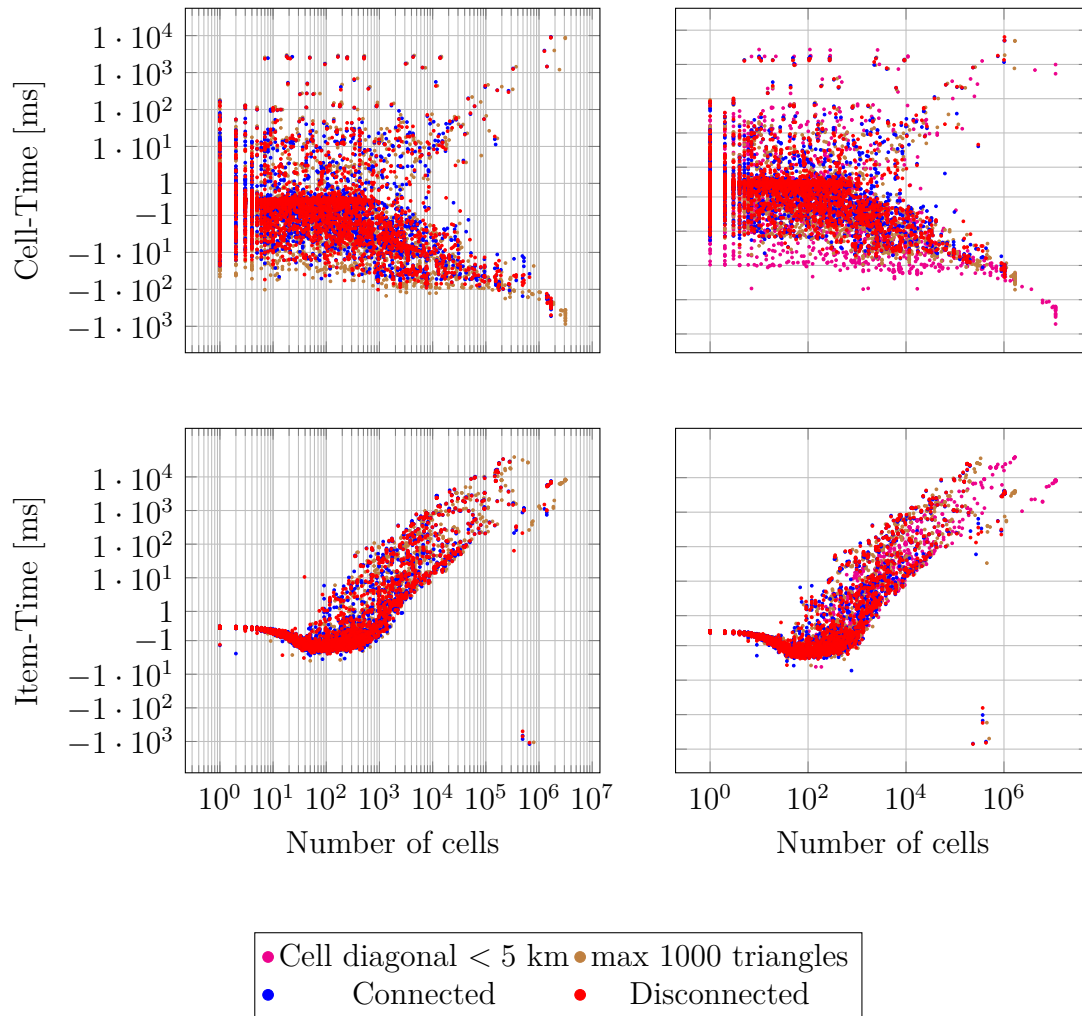 1 · 10^4
1 · 10^3
1 · 10^2
1 · 10^1
1
−1
−1 · 10^1
−1 · 10^2
−1 · 10^3
Cell-Time [ms]
1 · 10^4
1 · 10^3
1 · 10^2
1 · 10^1
1
−1
−1 · 10^1
−1 · 10^2
−1 · 10^3
Item-Time [ms]
10^0 10^1 10^2 10^3 10^4 10^5 10^6 10^7
Number of cells
10^0 10^2 10^4 10^6
Number of cells
Cell diagonal < 5 km max 1000 triangles
Connected Disconnected